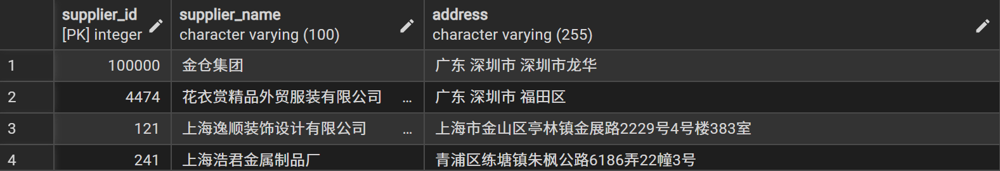 supplier_id supplier_name address
[PK] integer character varying (100) character varying (255)
1 100000 金仓集团 广东 深圳市 深圳市龙华
2 4474 花衣赏精品外贸服装有限公司 ... 广东 深圳市 福田区
3 121 上海逸顺装饰设计有限公司 ... 上海市金山区亭林镇金展路2229号4号楼383室
4 241 上海浩君金属制品厂 青浦区练塘镇朱枫公路6186弄22幢3号